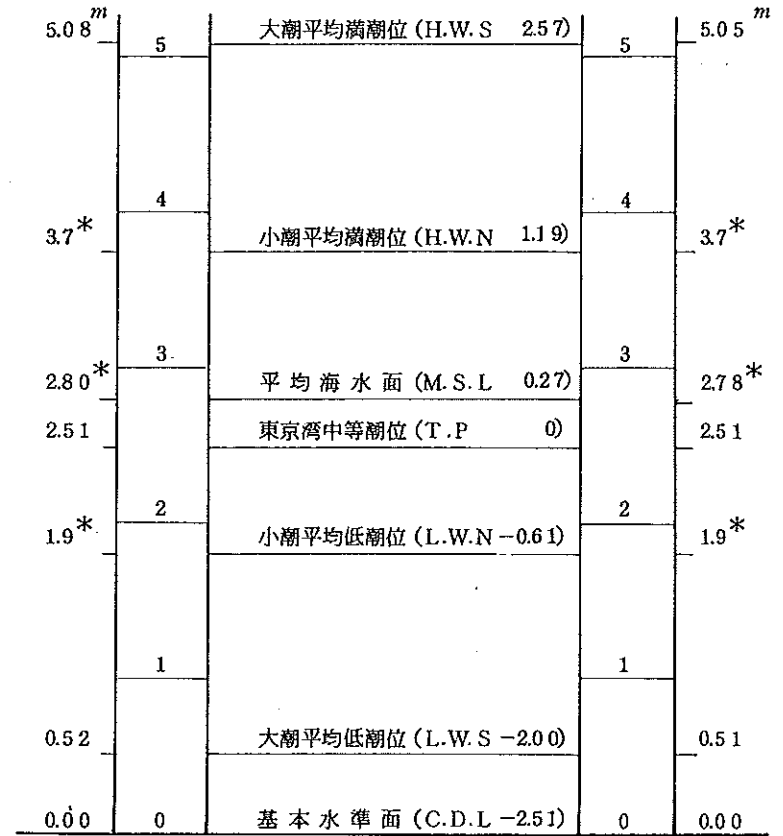 m m
5.08 5 大潮平均満潮位 (H.W.S 2.57) 5 5.05
4 4
3.7* 小潮平均満潮位 (H.W.N 1.19) 3.7*
3 3
2.80* 平均海水面 (M.S.L 0.27) 2.78*
2.51 東京湾中等潮位 (T.P 0) 2.51
2 2
1.9* 小潮平均低潮位 (L.W.N -0.61) 1.9*
1 1
0.52 大潮平均低潮位 (L.W.S -2.00) 0.51
0.00 0 基本水準面 (C.D.L -2.51) 0 0.00